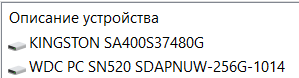 Описание устройства
KINGSTON SA400S37480G
WDC PC SN520 SDAPNUW-256G-1014